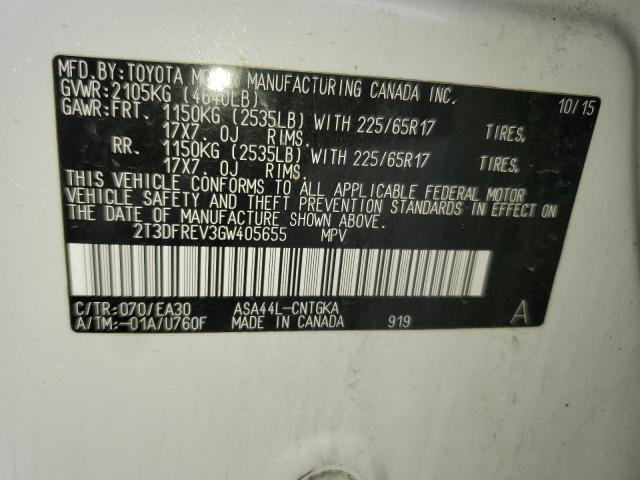 MFD.BY:TOYOTA MOTOR MANUFACTURING CANADA INC.
GVWR:2105KG (4640LB) 10/15
GAWR:FRT. 1150KG (2535LB) WITH 225/65R17 TIRES,
17X7.0J RIMS.
RR. 1150KG (2535LB) WITH 225/65R17 TIRES,
17X7.0J RIMS.
THIS VEHICLE CONFORMS TO ALL APPLICABLE FEDERAL MOTOR
VEHICLE SAFETY AND THEFT PREVENTION STANDARDS IN EFFECT ON
THE DATE OF MANUFACTURE SHOWN ABOVE.
2T3DFREV3GW405655 MPV
C/TR:070/EA30 ASA44L-CNTGKA A
A/TM:-01A/U760F MADE IN CANADA 919